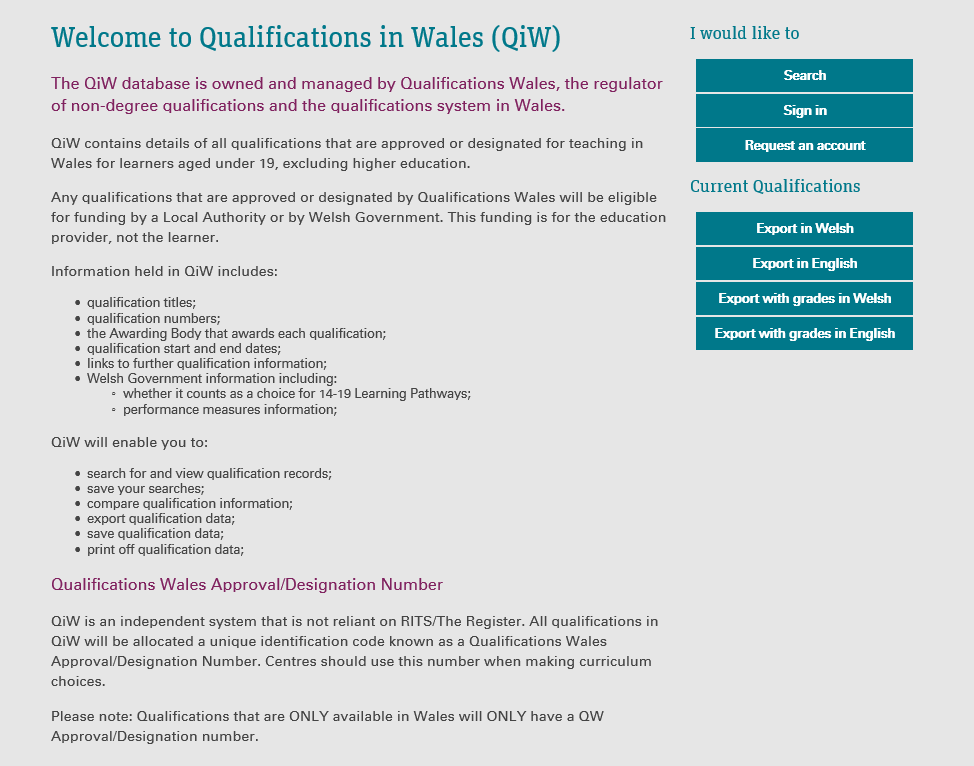 Welcome to Qualifications in Wales (QiW)
The QiW database is owned and managed by Qualifications Wales, the regulator
of non-degree qualifications and the qualifications system in Wales.
QiW contains details of all qualifications that are approved or designated for teaching in
Wales for learners aged under 19, excluding higher education.
Any qualifications that are approved or designated by Qualifications Wales will be eligible
for funding by a Local Authority or by Welsh Government. This funding is for the education
provider, not the learner.
Information held in QiW includes:
• qualification titles;
• qualification numbers;
• the Awarding Body that awards each qualification;
• qualification start and end dates;
• links to further qualification information;
• Welsh Government information including:
◦ whether it counts as a choice for 14-19 Learning Pathways;
◦ performance measures information;
QiW will enable you to:
• search for and view qualification records;
• save your searches;
• compare qualification information;
• export qualification data;
• save qualification data;
• print off qualification data;
Qualifications Wales Approval/Designation Number
QiW is an independent system that is not reliant on RITS/The Register. All qualifications in
QiW will be allocated a unique identification code known as a Qualifications Wales
Approval/Designation Number. Centres should use this number when making curriculum
choices.
Please note: Qualifications that are ONLY available in Wales will ONLY have a QW
Approval/Designation number.
I would like to
Search
Sign in
Request an account
Current Qualifications
Export in Welsh
Export in English
Export with grades in Welsh
Export with grades in English